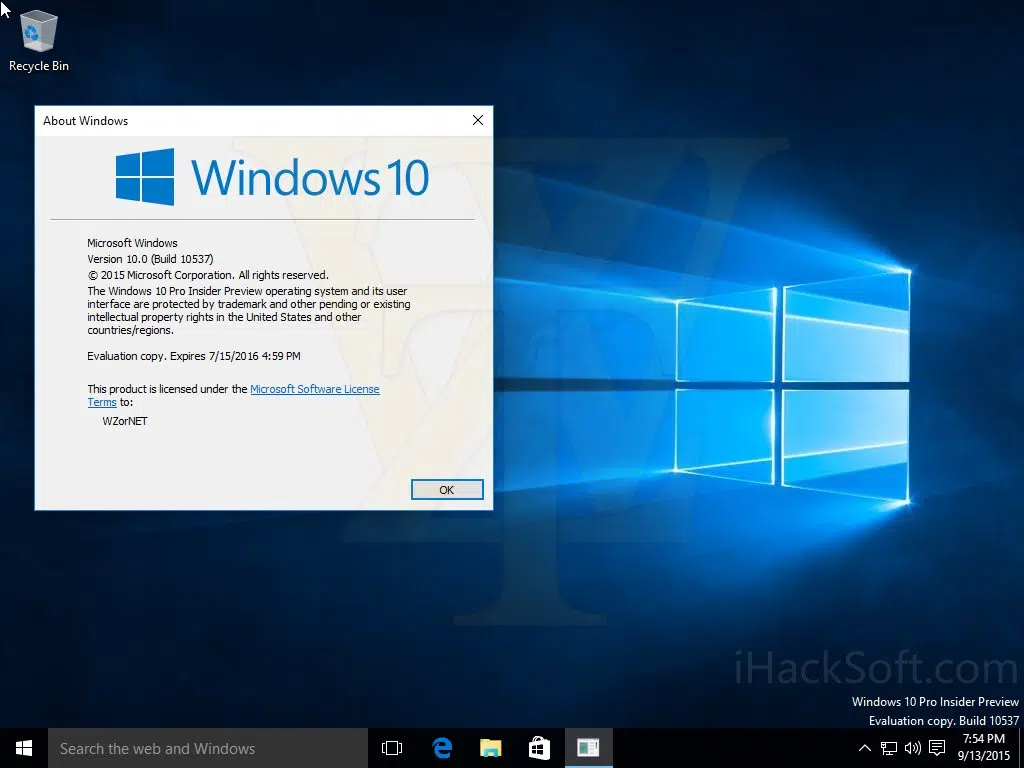 Recycle Bin
About Windows
Windows 10
Microsoft Windows
Version 10.0 (Build 10537)
© 2015 Microsoft Corporation. All rights reserved.
The Windows 10 Pro Insider Preview operating system and its user
interface are protected by trademark and other pending or existing
intellectual property rights in the United States and other
countries/regions.
Evaluation copy. Expires 7/15/2016 4:59 PM
This product is licensed under the Microsoft Software License
Terms to:
WZorNET
OK
iHackSoft.com
Windows 10 Pro Insider Preview
Evaluation copy. Build 10537
Search the web and Windows
7:54 PM
9/13/2015